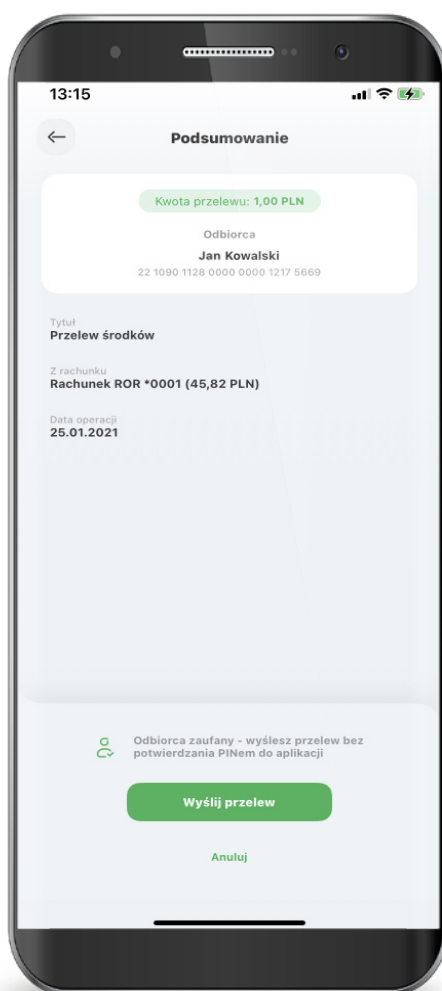 13:15
Podsumowanie
Kwota przelewu: 1,00 PLN
Odbiorca
Jan Kowalski
22 1090 1128 0000 0000 1217 5669
Tytuł
Przelew środków
Z rachunku
Rachunek ROR *0001 (45,82 PLN)
Data operacji
25.01.2021
Odbiorca zaufany - wyślesz przelew bez
potwierdzania PINem do aplikacji
Wyślij przelew
Anuluj